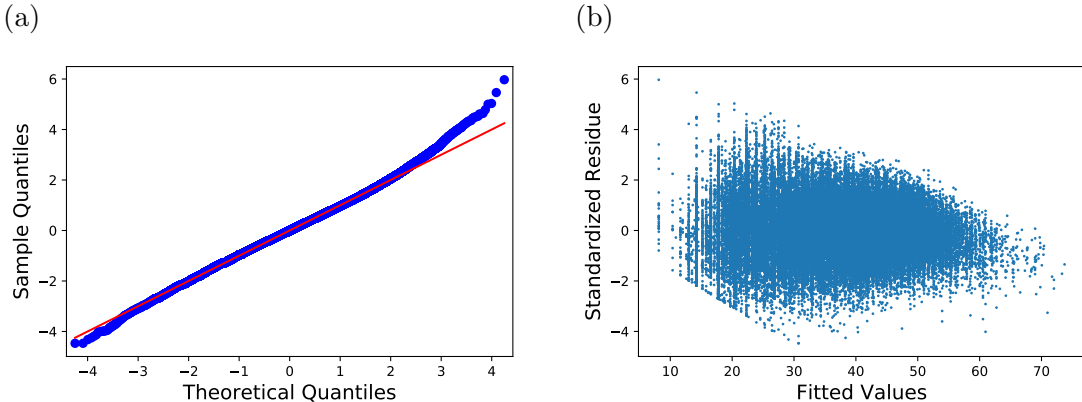 (a)
6
4
2
0
−2
−4
Sample Quantiles
−4 −3 −2 −1 0 1 2 3 4
Theoretical Quantiles
(b)
6
4
2
0
−2
−4
Standardized Residue
10 20 30 40 50 60 70
Fitted Values